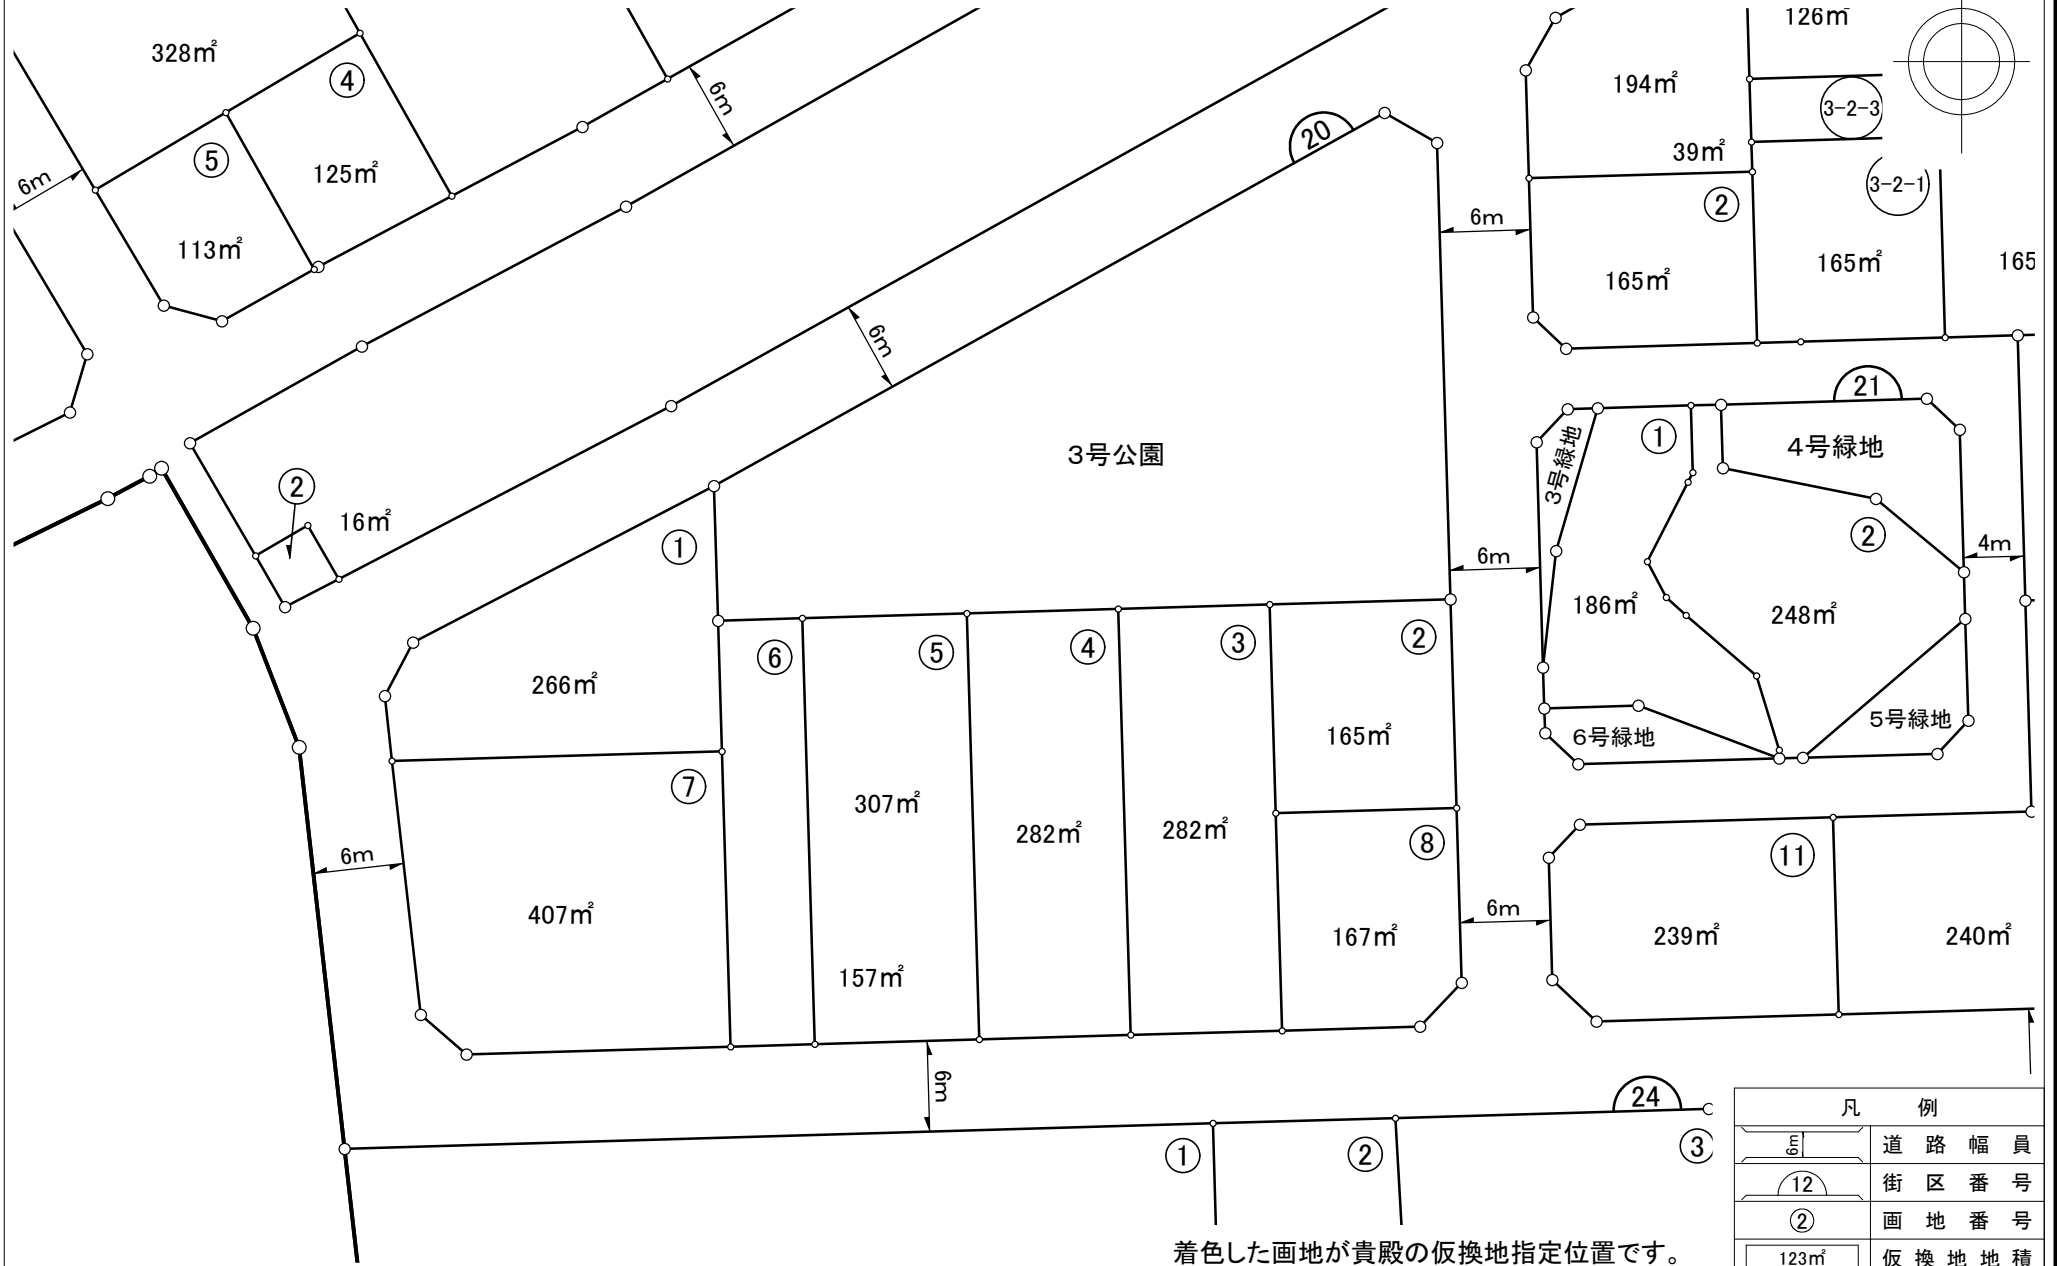 328㎡
④
126㎡
194㎡
3-2-3
6m
20
⑤
125㎡
39㎡
6m
3-2-1
②
6m
113㎡
165㎡
165㎡
165
6m
21
①
3号緑地
4号緑地
3号公園
②
16㎡
①
②
6m
4m
186㎡
248㎡
⑥
⑤
④
③
②
266㎡
165㎡
6号緑地
5号緑地
⑦
307㎡
282㎡
282㎡
⑧
⑪
6m
407㎡
6m
167㎡
239㎡
240㎡
157㎡
6m
24
①
②
③
凡例
6m 道路幅員
12 街区番号
② 画地番号
123㎡ 仮換地地積
着色した画地が貴殿の仮換地指定位置です。